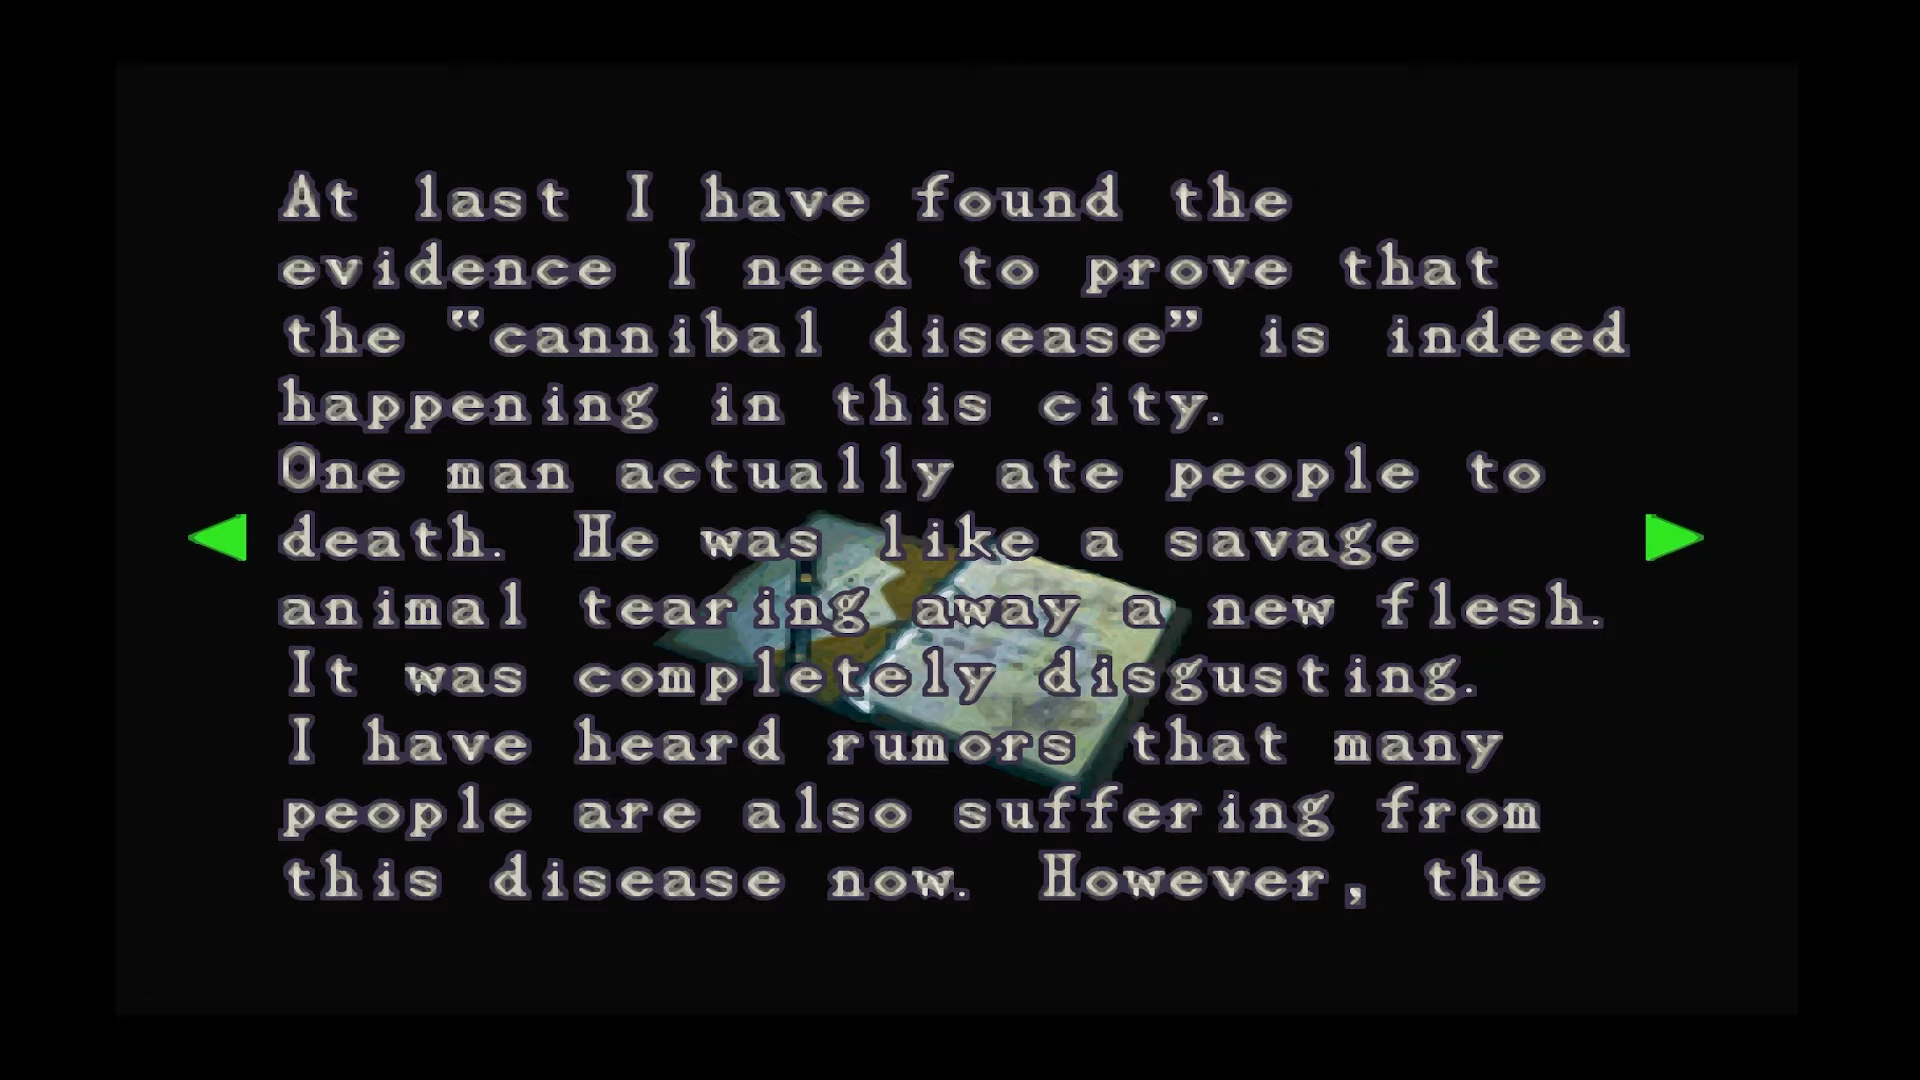 At last I have found the
evidence I need to prove that
the “cannibal disease” is indeed
happening in this city.
One man actually ate people to
death. He was like a savage
animal tearing away a new flesh.
It was completely disgusting.
I have heard rumors that many
people are also suffering from
this disease now. However, the